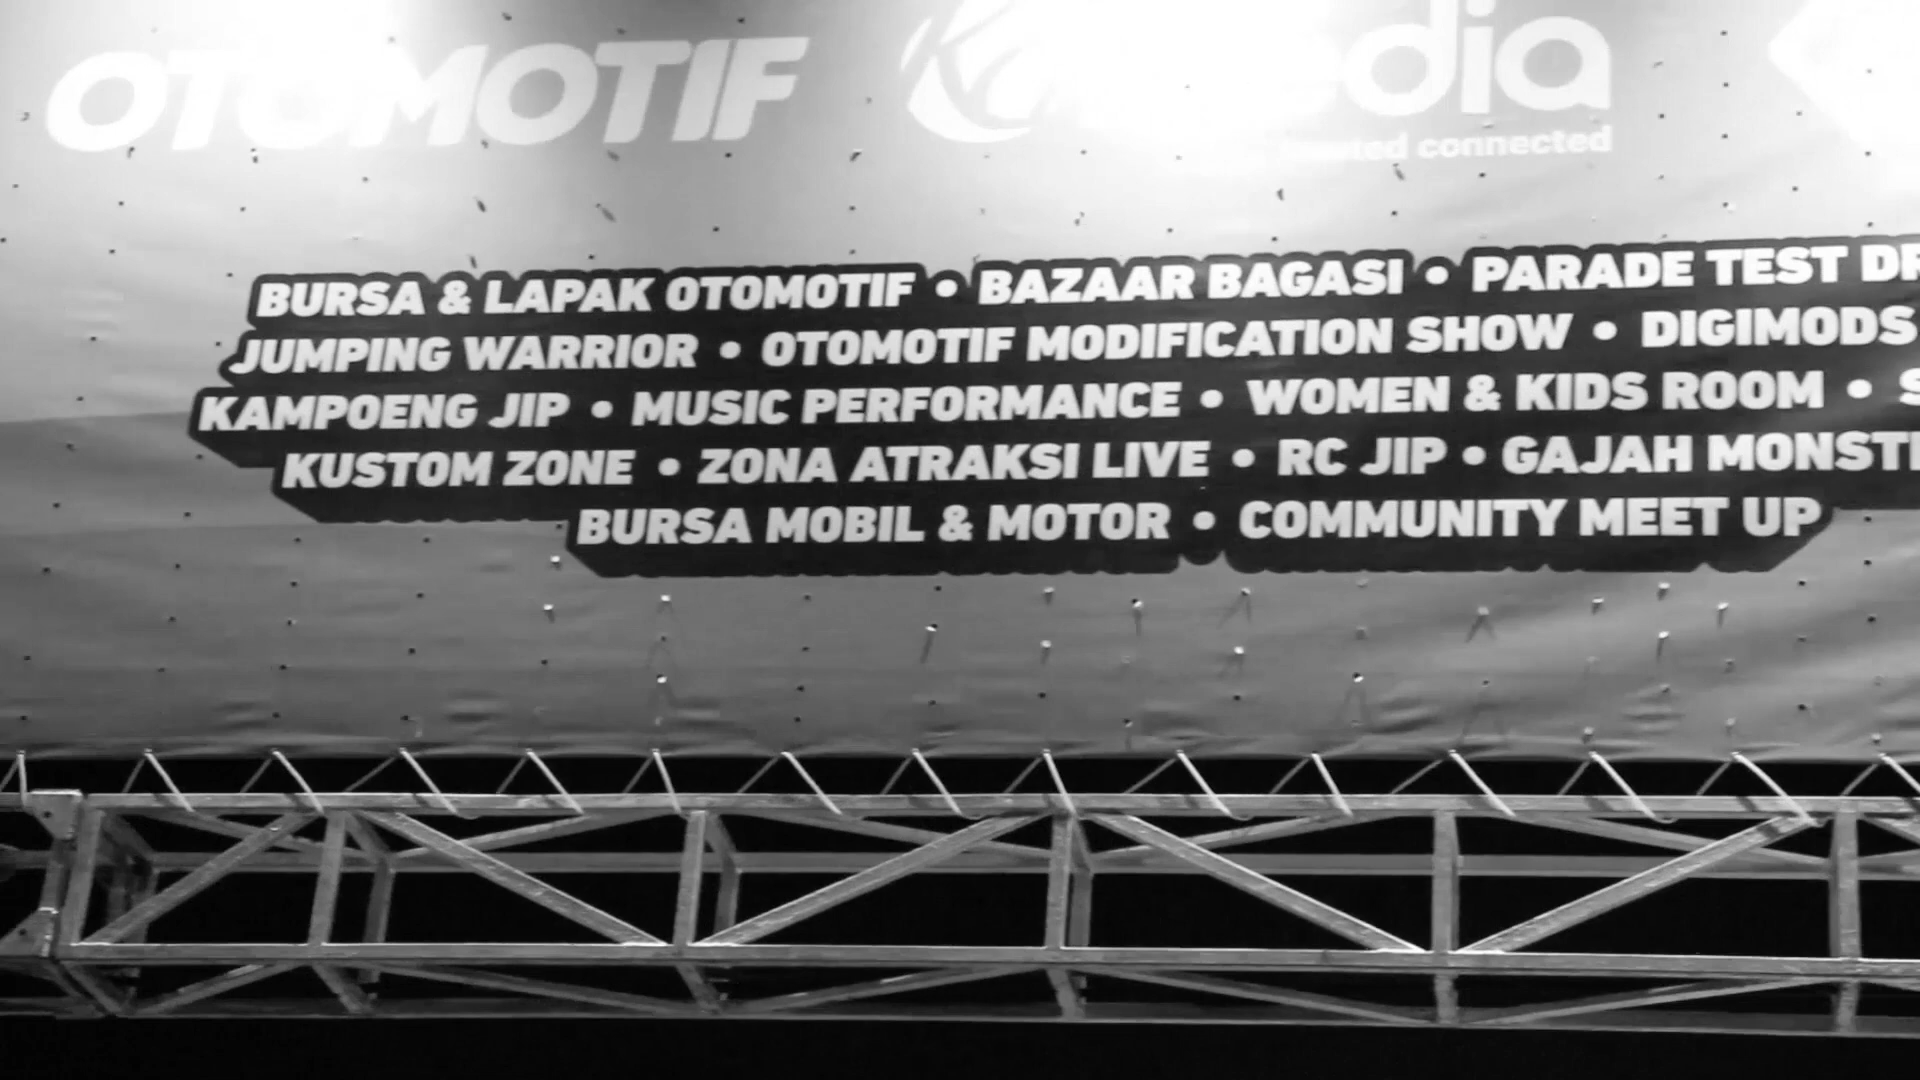 OTOMOTIF
connected
BURSA & LAPAK OTOMOTIF • BAZAAR BAGASI • PARADE TEST
JUMPING WARRIOR • OTOMOTIF MODIFICATION SHOW • DIGIMODS
KAMPOENG JIP • MUSIC PERFORMANCE • WOMEN & KIDS ROOM •
KUSTOM ZONE • ZONA ATRAKSI LIVE • RC JIP • GAJAH
BURSA MOBIL & MOTOR • COMMUNITY MEET UP